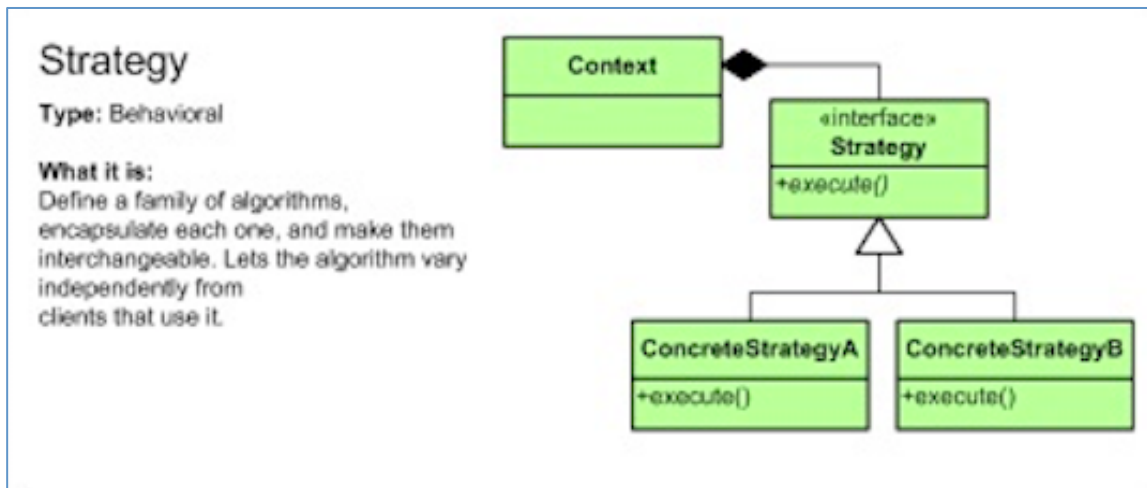 Strategy
Type: Behavioral
What it is:
Define a family of algorithms,
encapsulate each one, and make them
interchangeable. Lets the algorithm vary
independently from
clients that use it.
Context
«interface»
Strategy
+execute()
ConcreteStrategyA
+execute()
ConcreteStrategyB
+execute()